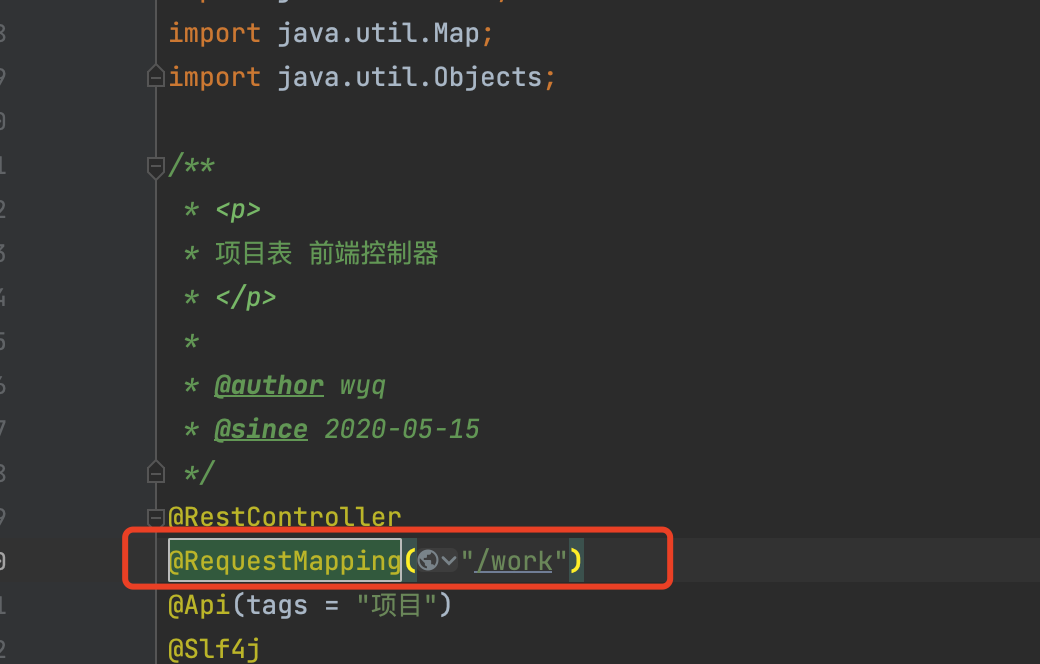 import java.util.Map;
import java.util.Objects;
/**
* <p>
* 项目表 前端控制器
* </p>
*
* @author wyq
* @since 2020-05-15
*/
@RestController
@RequestMapping("/work")
@Api(tags = "项目")
@Slf4j